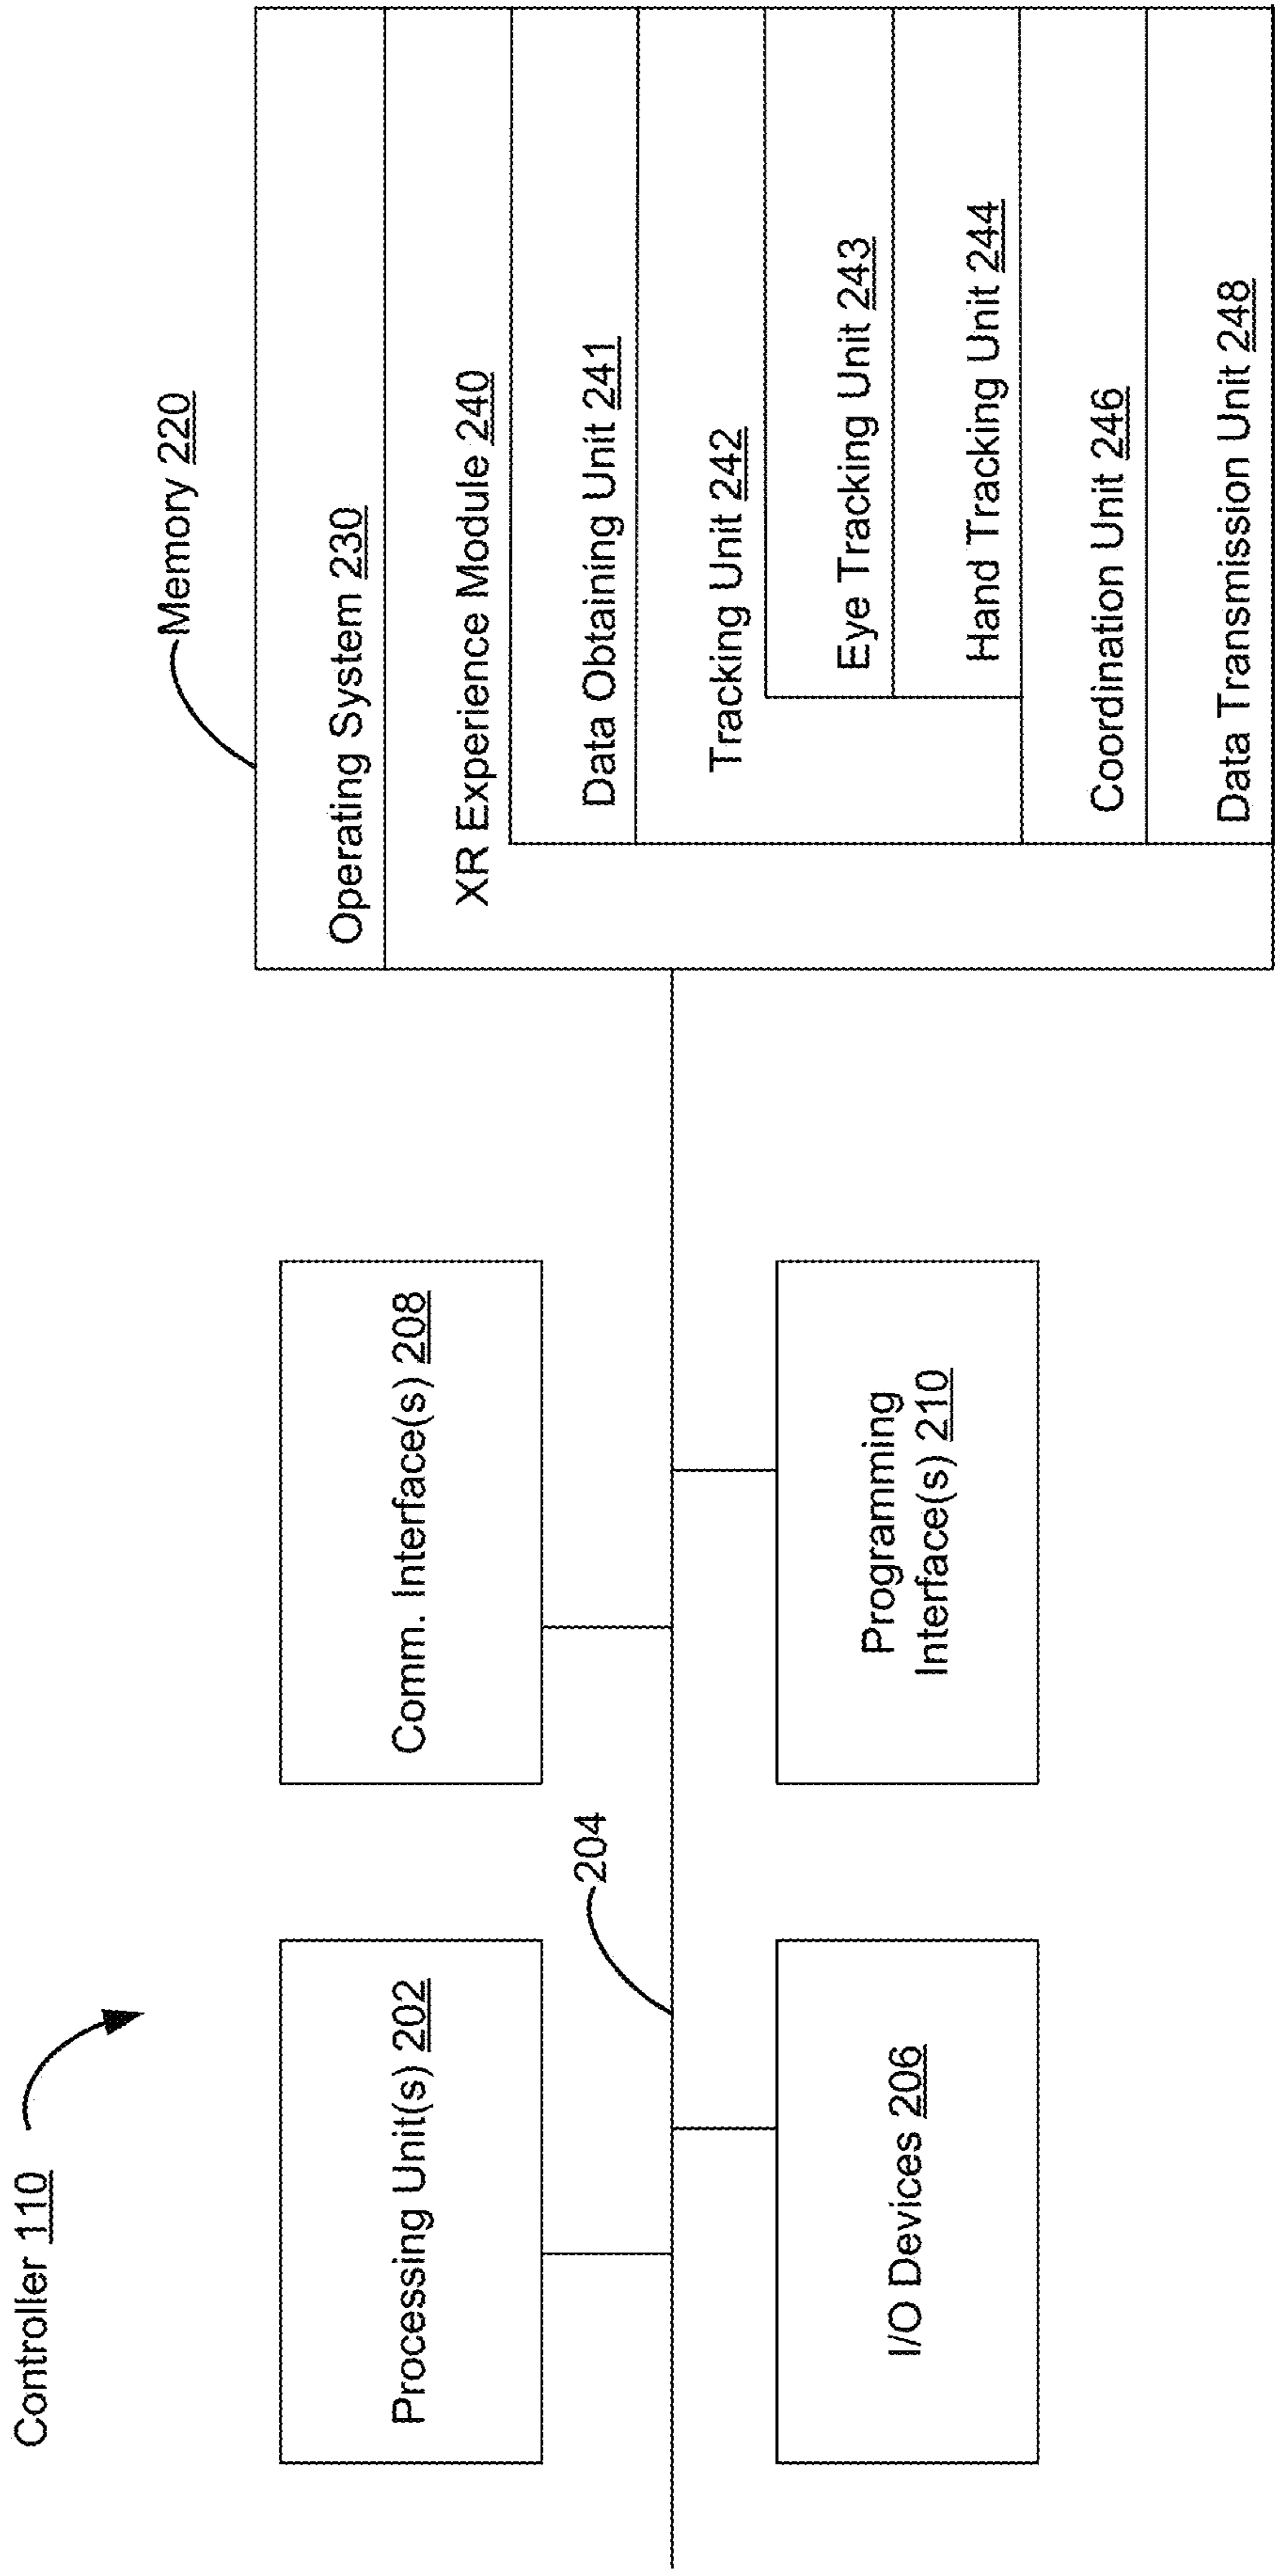 Controller 110
Memory 220
Processing Unit(s) 202
Comm. Interface(s) 208
204
I/O Devices 206
Programming
Interface(s) 210
Operating System 230
XR Experience Module 240
Data Obtaining Unit 241
Tracking Unit 242
Eye Tracking Unit 243
Hand Tracking Unit 244
Coordination Unit 246
Data Transmission Unit 248